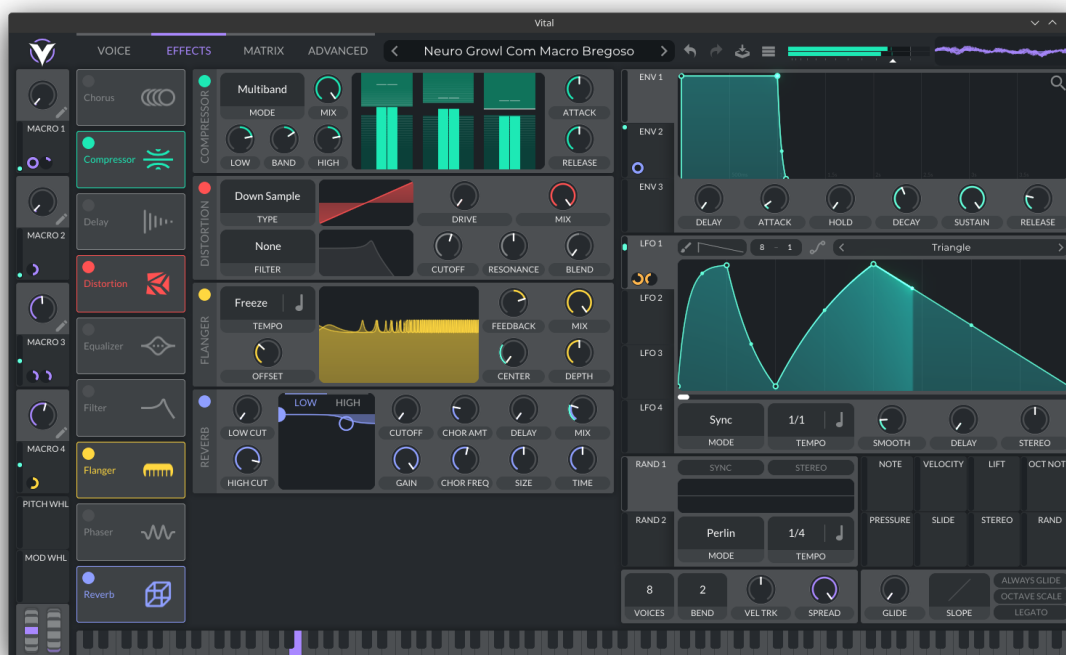 Vital
VOICE
EFFECTS
MATRIX
ADVANCED
Neuro Growl Com Macro Bregoso
MACRO 1
MACRO 2
MACRO 3
MACRO 4
PITCH WHL
MOD WHL
Chorus
Compressor
Delay
Distortion
Equalizer
Filter
Flanger
Phaser
Reverb
COMPRESSOR
Multiband
MODE
MIX
LOW
BAND
HIGH
ATTACK
RELEASE
DISTORTION
Down Sample
TYPE
DRIVE
MIX
None
FILTER
CUTOFF
RESONANCE
BLEND
FLANGER
Freeze
TEMPO
OFFSET
FEEDBACK
MIX
CENTER
DEPTH
REVERB
LOW CUT
HIGH CUT
LOW
HIGH
CUTOFF
CHOR AMT
DELAY
MIX
GAIN
CHOR FREQ
SIZE
TIME
ENV 1
ENV 2
ENV 3
DELAY
ATTACK
HOLD
DECAY
SUSTAIN
RELEASE
LFO 1
LFO 2
LFO 3
LFO 4
8 - 1
Triangle
Sync
MODE
1/1
TEMPO
SMOOTH
DELAY
STEREO
RAND 1
RAND 2
SYNC
STEREO
Perlin
MODE
1/4
TEMPO
NOTE
VELOCITY
LIFT
OCT NOT
PRESSURE
SLIDE
STEREO
RAND
8
VOICES
2
BEND
VEL TRK
SPREAD
GLIDE
SLOPE
ALWAYS GLIDE
OCTAVE SCALE
LEGATO